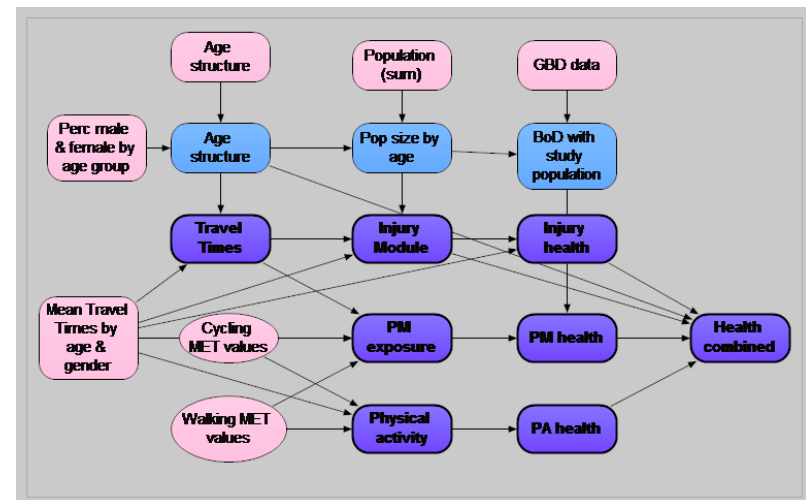 Age
structure
Population
(sum)
GBD data
Perc male
& female by
age group
Age
structure
Pop size by
age
BoD with
study
population
Travel
Times
Injury
Module
Injury
health
Mean Travel
Times by
age &
gender
Cycling
MET values
PM
exposure
PM health
Health
combined
Walking MET
values
Physical
activity
PA health